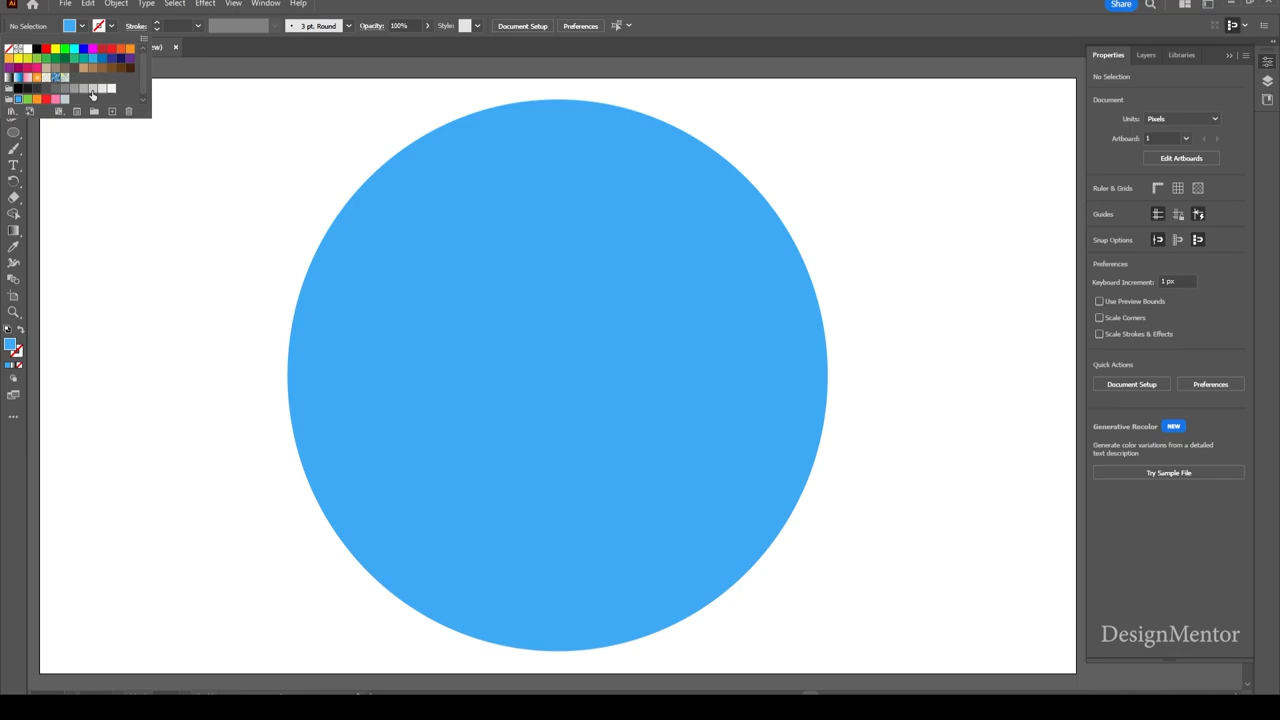 Ai File Edit Object Type Select Effect View Window Help Share
No Selection Stroke: 3 pt. Round Opacity: 100% Style: Document Setup Preferences
Properties Layers Libraries
No Selection
Document
Units: Pixels
Artboard: 1
Edit Artboards
Ruler & Grids
Guides
Snap Options
Preferences
Keyboard Increment: 1 px
Use Preview Bounds
Scale Corners
Scale Strokes & Effects
Quick Actions
Document Setup Preferences
Generative Recolor NEW
Generate color variations from a detailed
text description
Try Sample File
DesignMentor